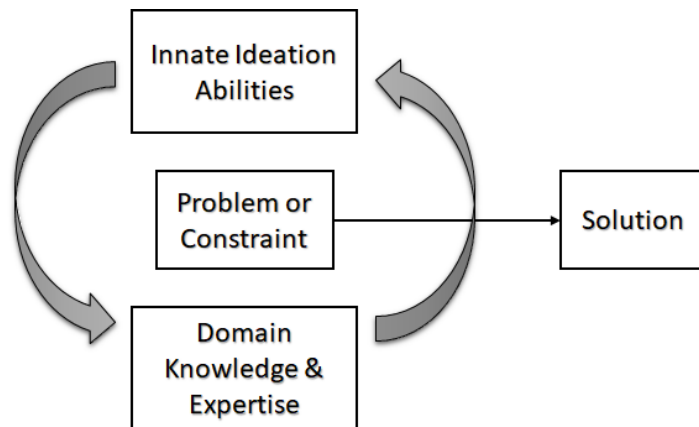 Innate Ideation
Abilities
Problem or
Constraint
Solution
Domain
Knowledge &
Expertise